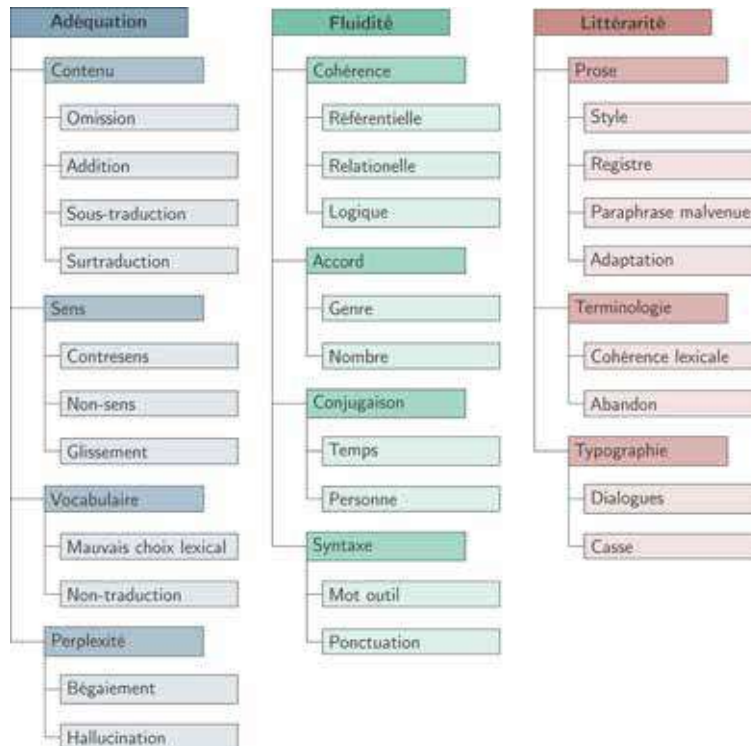 Adéquation
Contenu
Omission
Addition
Sous-traduction
Surtraduction
Sens
Contresens
Non-sens
Glissement
Vocabulaire
Mauvais choix lexical
Non-traduction
Perplexité
Bégaiement
Hallucination
Fluidité
Cohérence
Référentielle
Relationelle
Logique
Accord
Genre
Nombre
Conjugaison
Temps
Personne
Syntaxe
Mot outil
Ponctuation
Littérarité
Prose
Style
Registre
Paraphrase malvenue
Adaptation
Terminologie
Cohérence lexicale
Abandon
Typographie
Dialogues
Casse